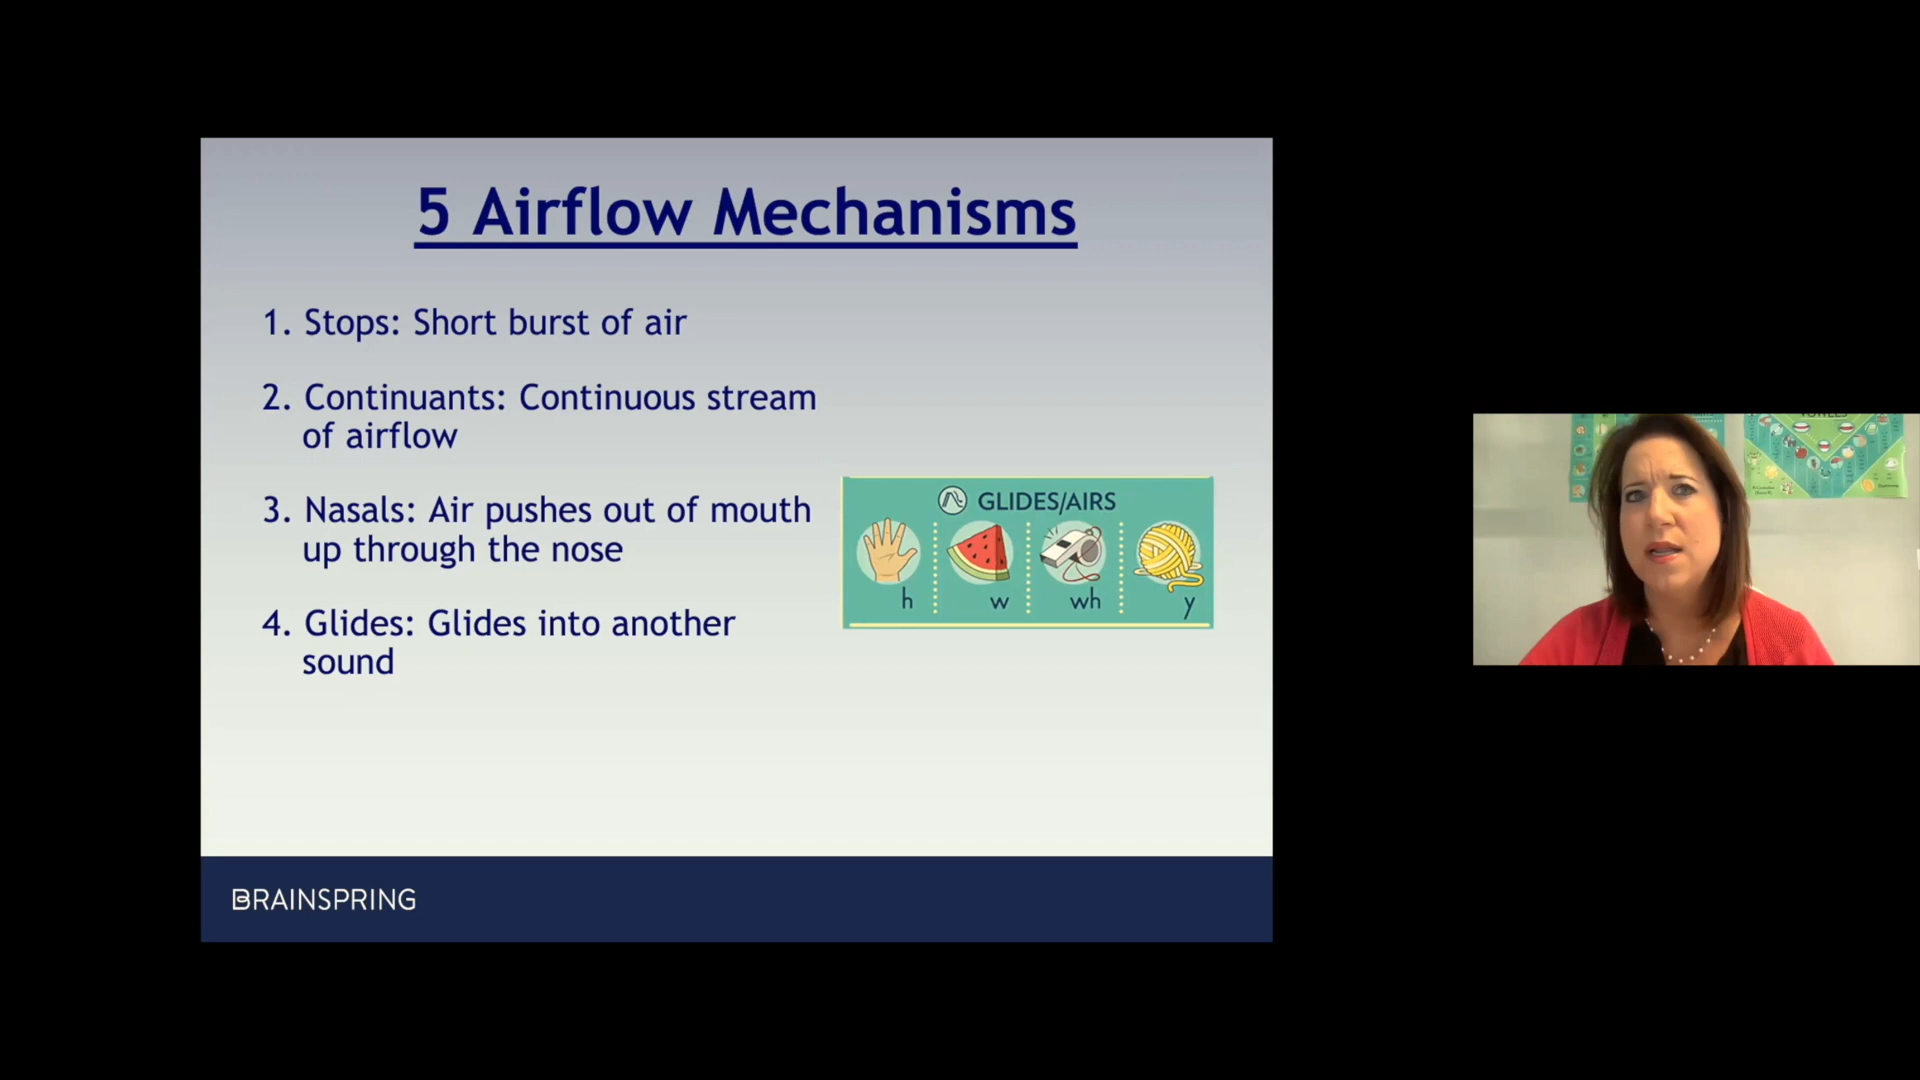 5 Airflow Mechanisms
1. Stops: Short burst of air
2. Continuants: Continuous stream
of airflow
3. Nasals: Air pushes out of mouth
up through the nose
4. Glides: Glides into another
sound
GLIDES/AIRS
h w wh y
BRAINSPRING